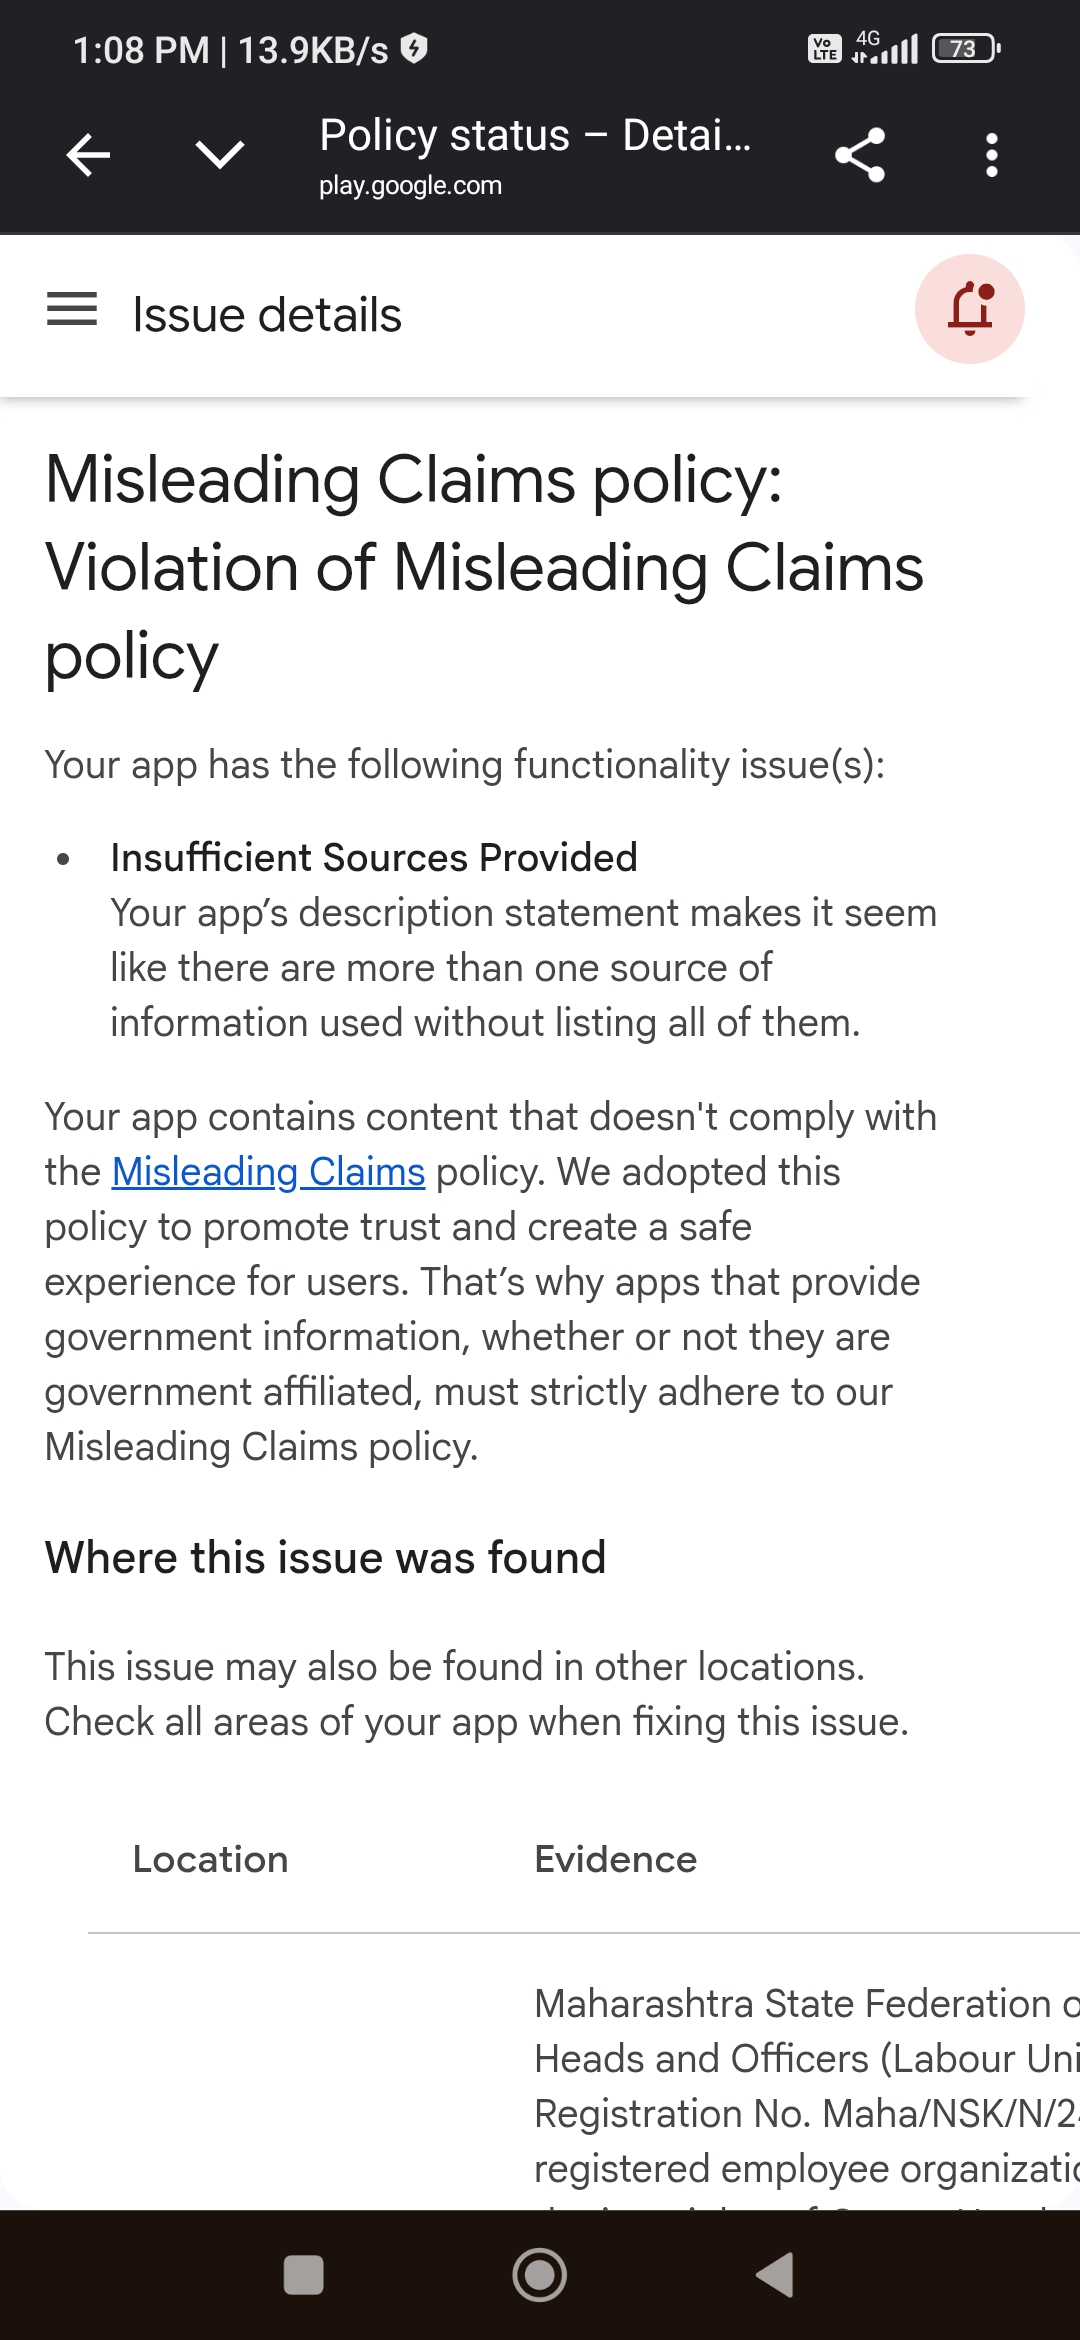 1:08 PM | 13.9KB/s
Vo LTE 4G 73
Policy status – Detai...
play.google.com
Issue details
Misleading Claims policy:
Violation of Misleading Claims
policy
Your app has the following functionality issue(s):
• Insufficient Sources Provided
Your app’s description statement makes it seem
like there are more than one source of
information used without listing all of them.
Your app contains content that doesn't comply with
the Misleading Claims policy. We adopted this
policy to promote trust and create a safe
experience for users. That’s why apps that provide
government information, whether or not they are
government affiliated, must strictly adhere to our
Misleading Claims policy.
Where this issue was found
This issue may also be found in other locations.
Check all areas of your app when fixing this issue.
Location Evidence
Maharashtra State Federation
Heads and Officers (Labour
Registration No. Maha/NSK/N/2
registered employee